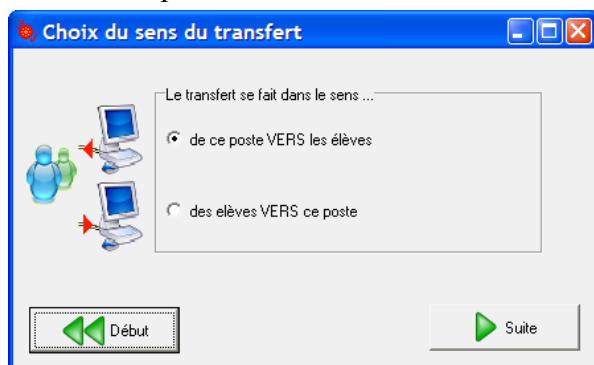 Choix du sens du transfert
Le transfert se fait dans le sens ...
de ce poste VERS les élèves
des elèves VERS ce poste
Début
Suite